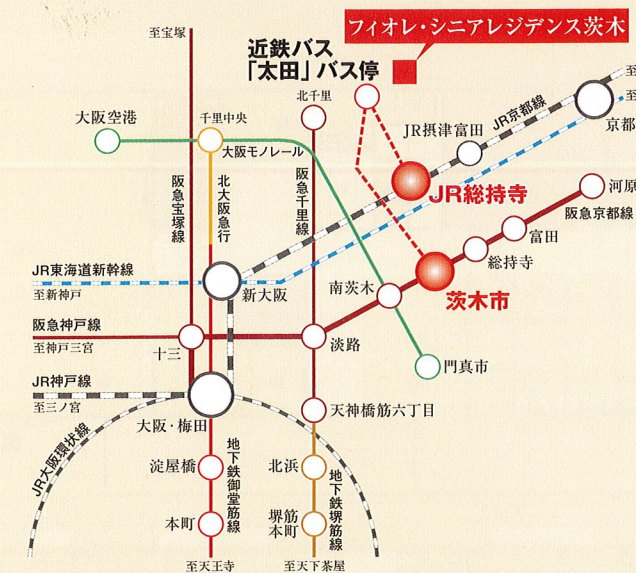 至宝塚
フィオレ・シニアレジデンス茨木
近鉄バス
「太田」バス停
至
至
北千里
京都
JR京都線
大阪空港
千里中央
JR摂津富田
大阪モノレール
JR総持寺
河原
阪急京都線
阪急宝塚線
北大阪急行
阪急千里線
富田
総持寺
JR東海道新幹線
至新神戸
新大阪
南茨木
茨木市
阪急神戸線
至神戸三宮
十三
淡路
門真市
JR神戸線
至三ノ宮
大阪・梅田
天神橋筋六丁目
JR大阪環状線
淀屋橋
地下鉄御堂筋線
北浜
地下鉄堺筋線
本町
堺筋
本町
至天王寺
至天下茶屋